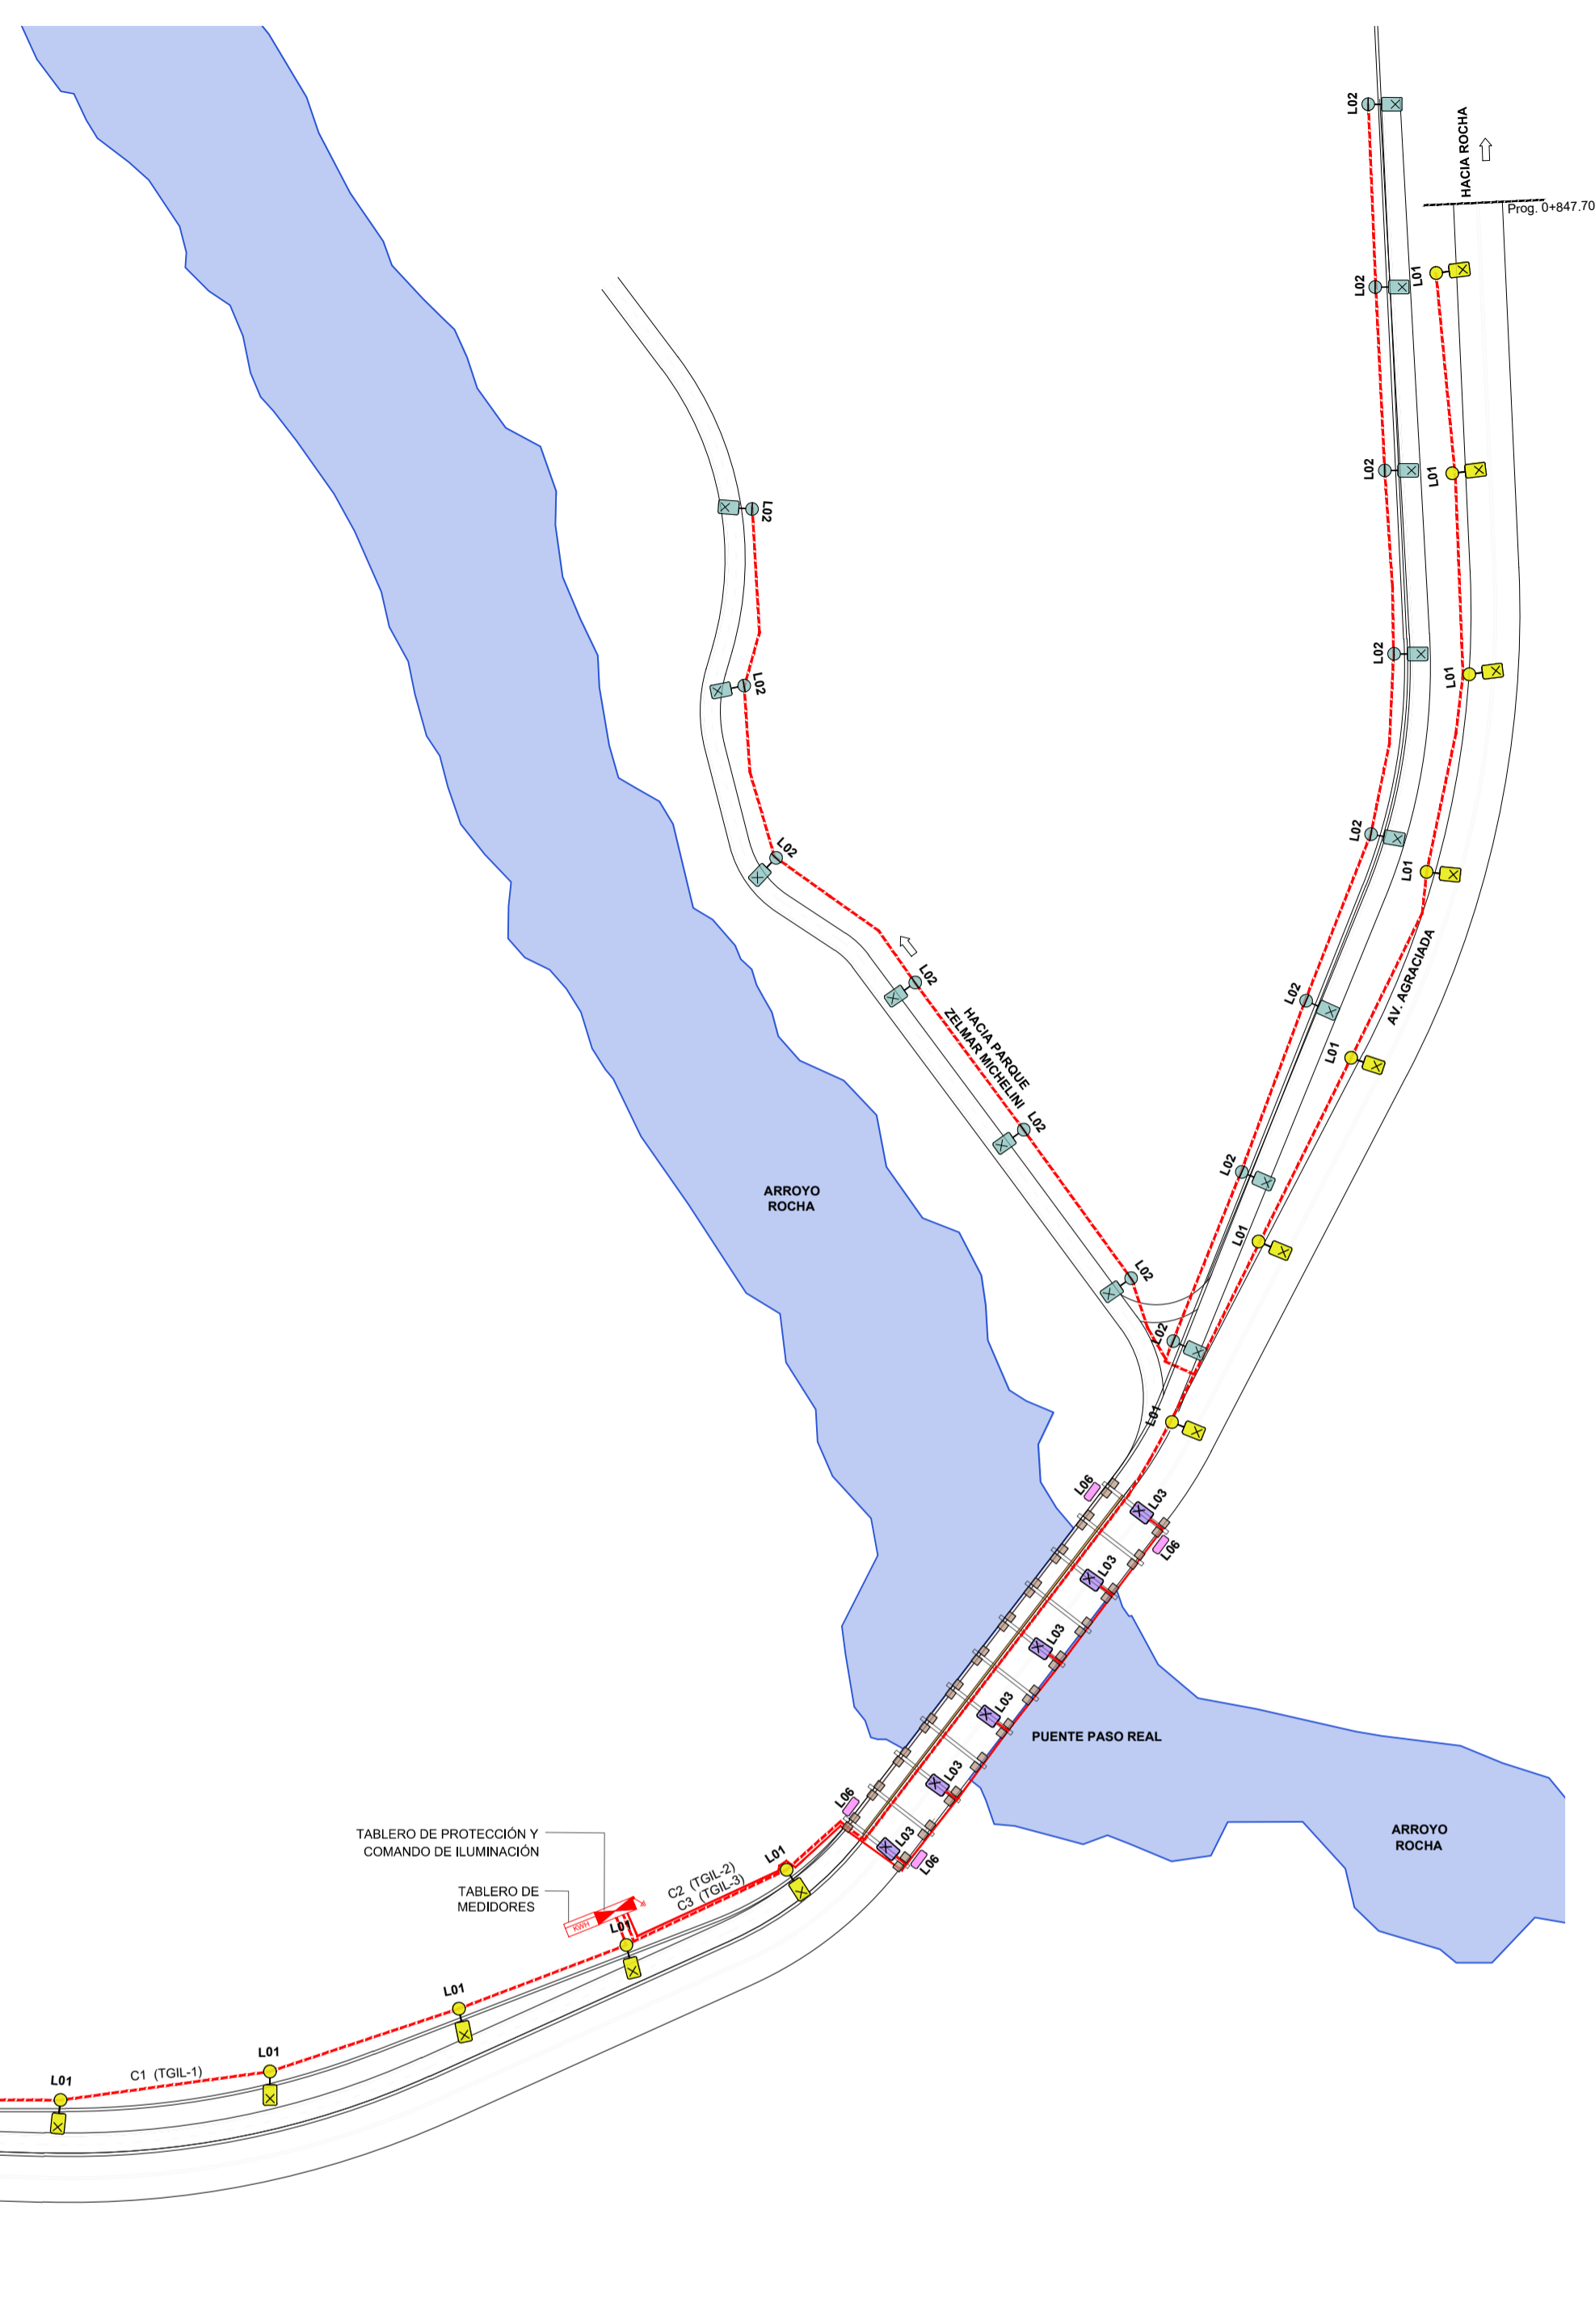 L02
HACIA ROCHA
Prog. 0+847.70
L02
L01
L02
L01
L02
L02
L01
L02
L02
L01
L02
AV. AGRACIADA
L02
L02
HACIA PARQUE
ZELMAR MICHELINI
L01
L02
L02
ARROYO
ROCHA
L01
L02
L02
L01
L06
L03
L06
L03
L03
L03
PUENTE PASO REAL
L03
L06
L03
L06
TABLERO DE PROTECCIÓN Y
COMANDO DE ILUMINACIÓN
ARROYO
ROCHA
L01
C2 (TGIL-2)
C3 (TGIL-3)
TABLERO DE
MEDIDORES
KWH
L01
L01
L01
C1 (TGIL-1)
L01